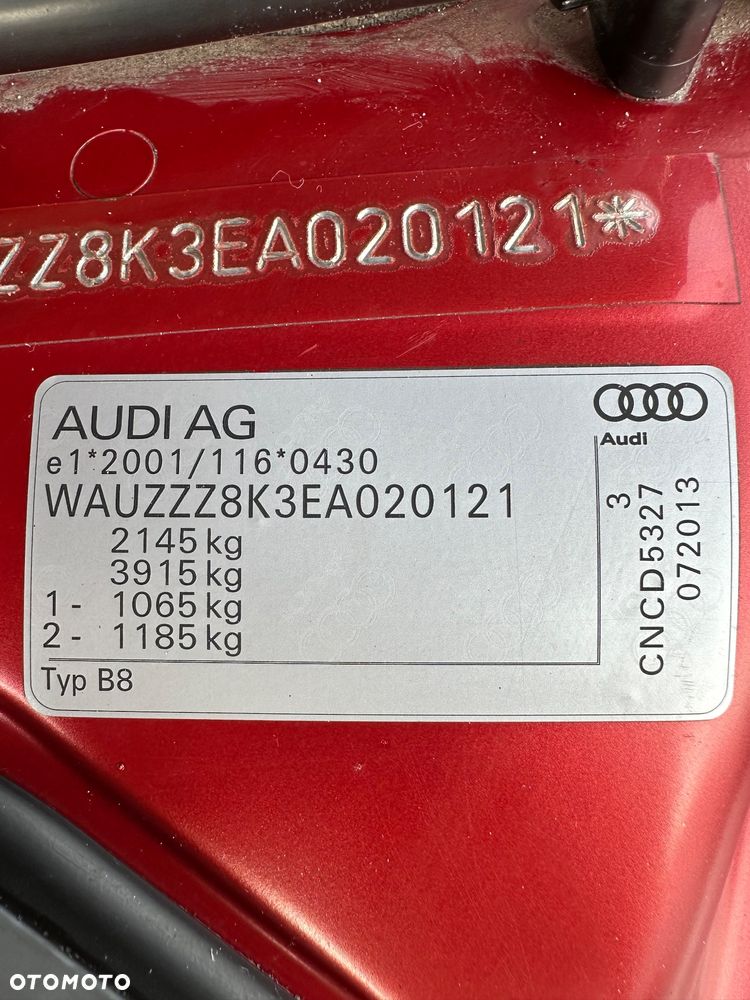 ZZ8K3EA020121*
AUDI AG
Audi
e1*2001/116*0430
WAUZZZ8K3EA020121
2145 kg
3915 kg
1 - 1065 kg
2 - 1185 kg
Typ B8
3
CNCD5327
072013
OTOMOTO